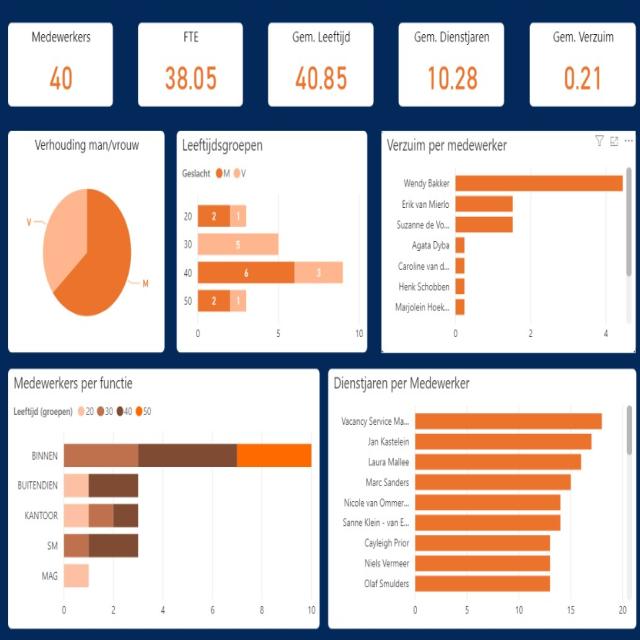 Medewerkers
FTE
Gem. Leeftijd
Gem. Dienstjaren
Gem. Verzuim
40
38.05
40.85
10.28
0.21
Verhouding man/vrouw
V
M
Leeftijdsgroepen
Geslacht M V
20 2 1
30 5
40 6 3
50 2 1
0 5 10
Verzuim per medewerker
Wendy Bakker
Erik van Mierlo
Suzanne de Vo...
Agata Dyba
Caroline van d...
Henk Schobben
Marjolein Hoek...
0 2 4
Medewerkers per functie
Leeftijd (groepen) 20 30 40 50
BINNEN
BUITENDIEN
KANTOOR
SM
MAG
0 2 4 6 8 10
Dienstjaren per Medewerker
Vacancy Service Ma...
Jan Kastelein
Laura Mallee
Marc Sanders
Nicole van Ommer...
Sanne Klein - van E...
Cayleigh Prior
Niels Vermeer
Olaf Smulders
0 5 10 15 20